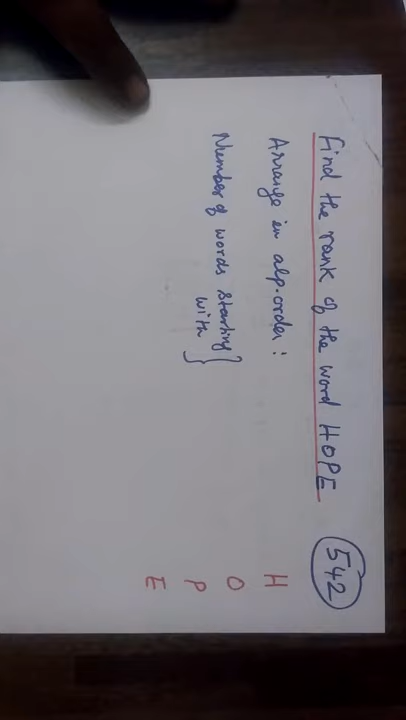 Find the rank of the word HOPE
542
Arrange in alp.order :
Number of words starting
with }
H
O
P
E